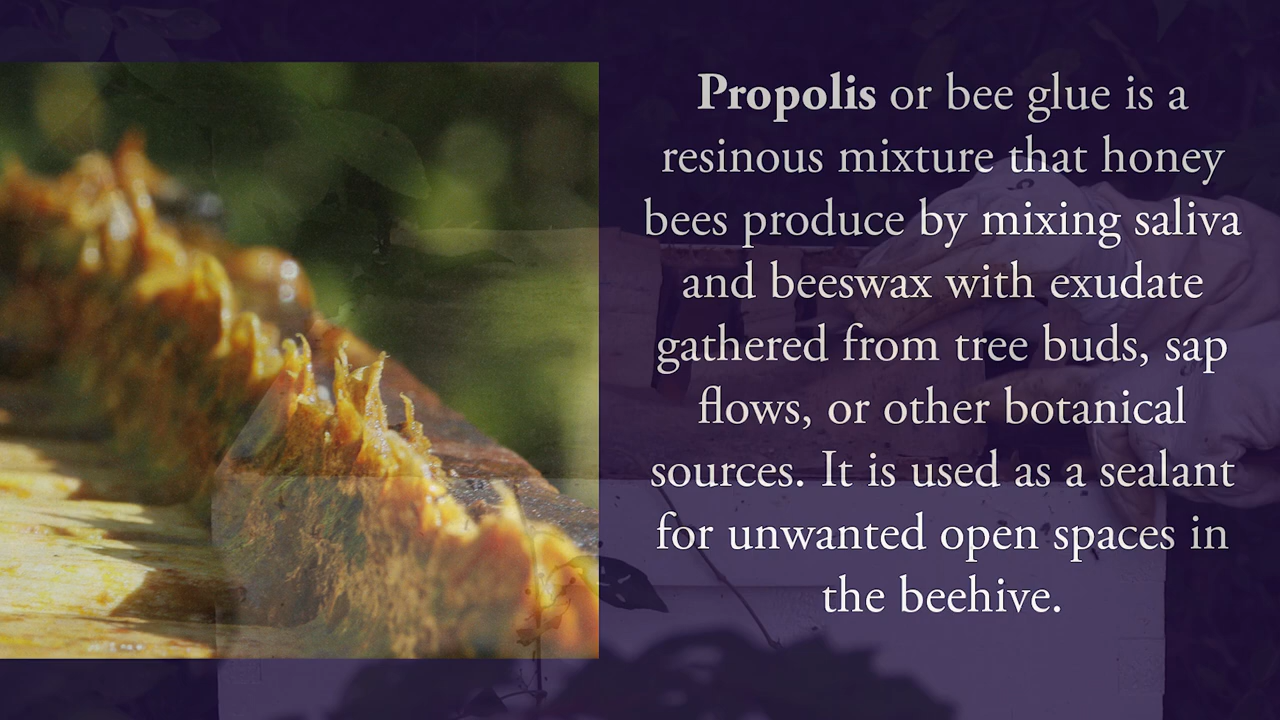 Propolis or bee glue is a
resinous mixture that honey
bees produce by mixing saliva
and beeswax with exudate
gathered from tree buds, sap
flows, or other botanical
sources. It is used as a sealant
for unwanted open spaces in
the beehive.